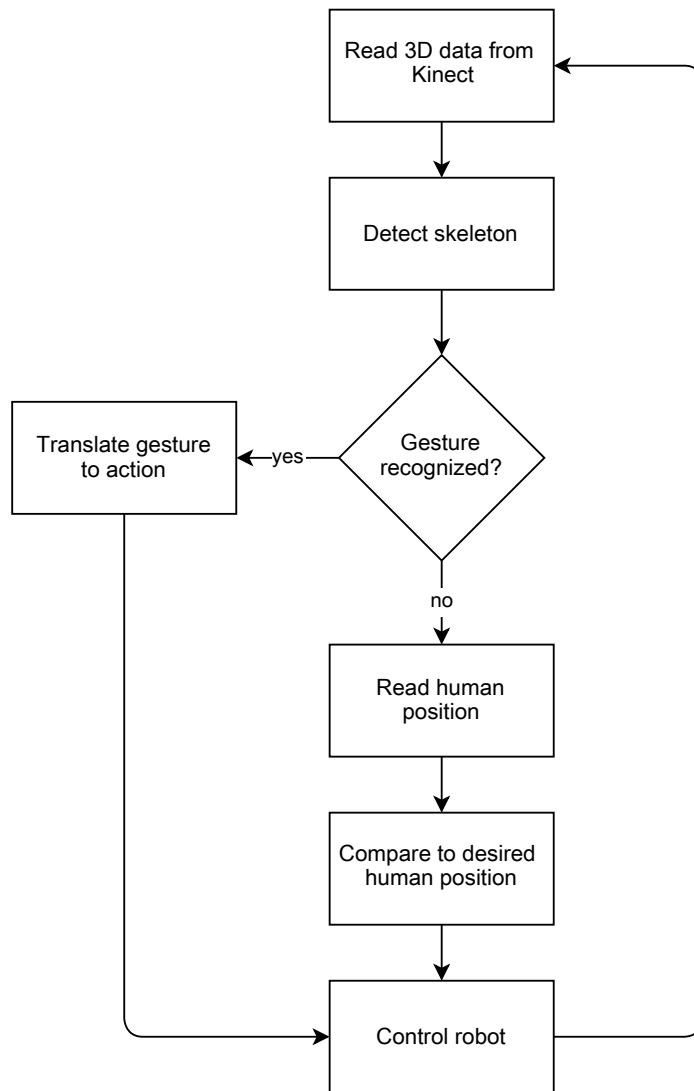 Read 3D data from
Kinect
Detect skeleton
Gesture
recognized?
yes
Translate gesture
to action
no
Read human
position
Compare to desired
human position
Control robot